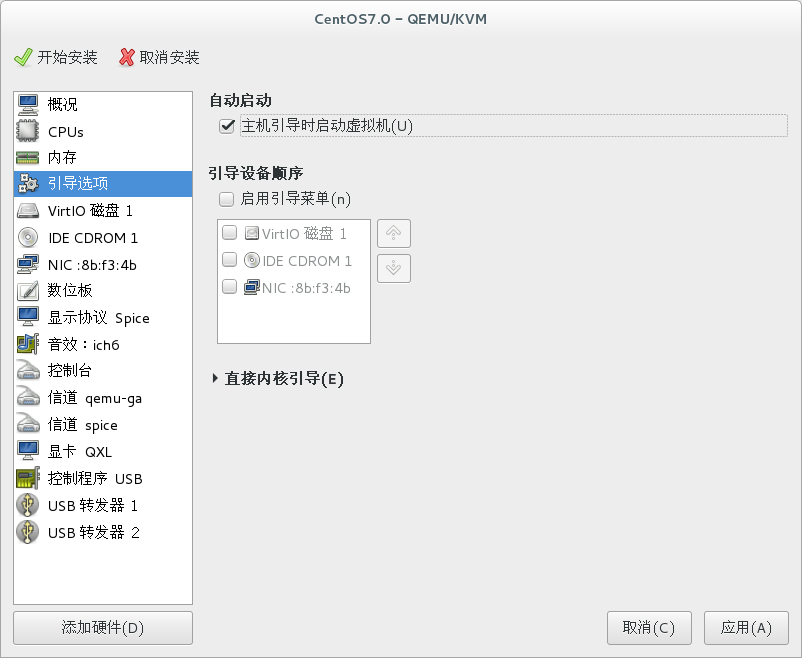 CentOS7.0 - QEMU/KVM
开始安装 取消安装
概况
CPUs
内存
引导选项
VirtIO 磁盘 1
IDE CDROM 1
NIC :8b:f3:4b
数位板
显示协议 Spice
音效：ich6
控制台
信道 qemu-ga
信道 spice
显卡 QXL
控制程序 USB
USB 转发器 1
USB 转发器 2
添加硬件(D)
自动启动
主机引导时启动虚拟机(U)
引导设备顺序
启用引导菜单(n)
VirtIO 磁盘 1
IDE CDROM 1
NIC :8b:f3:4b
直接内核引导(E)
取消(C) 应用(A)